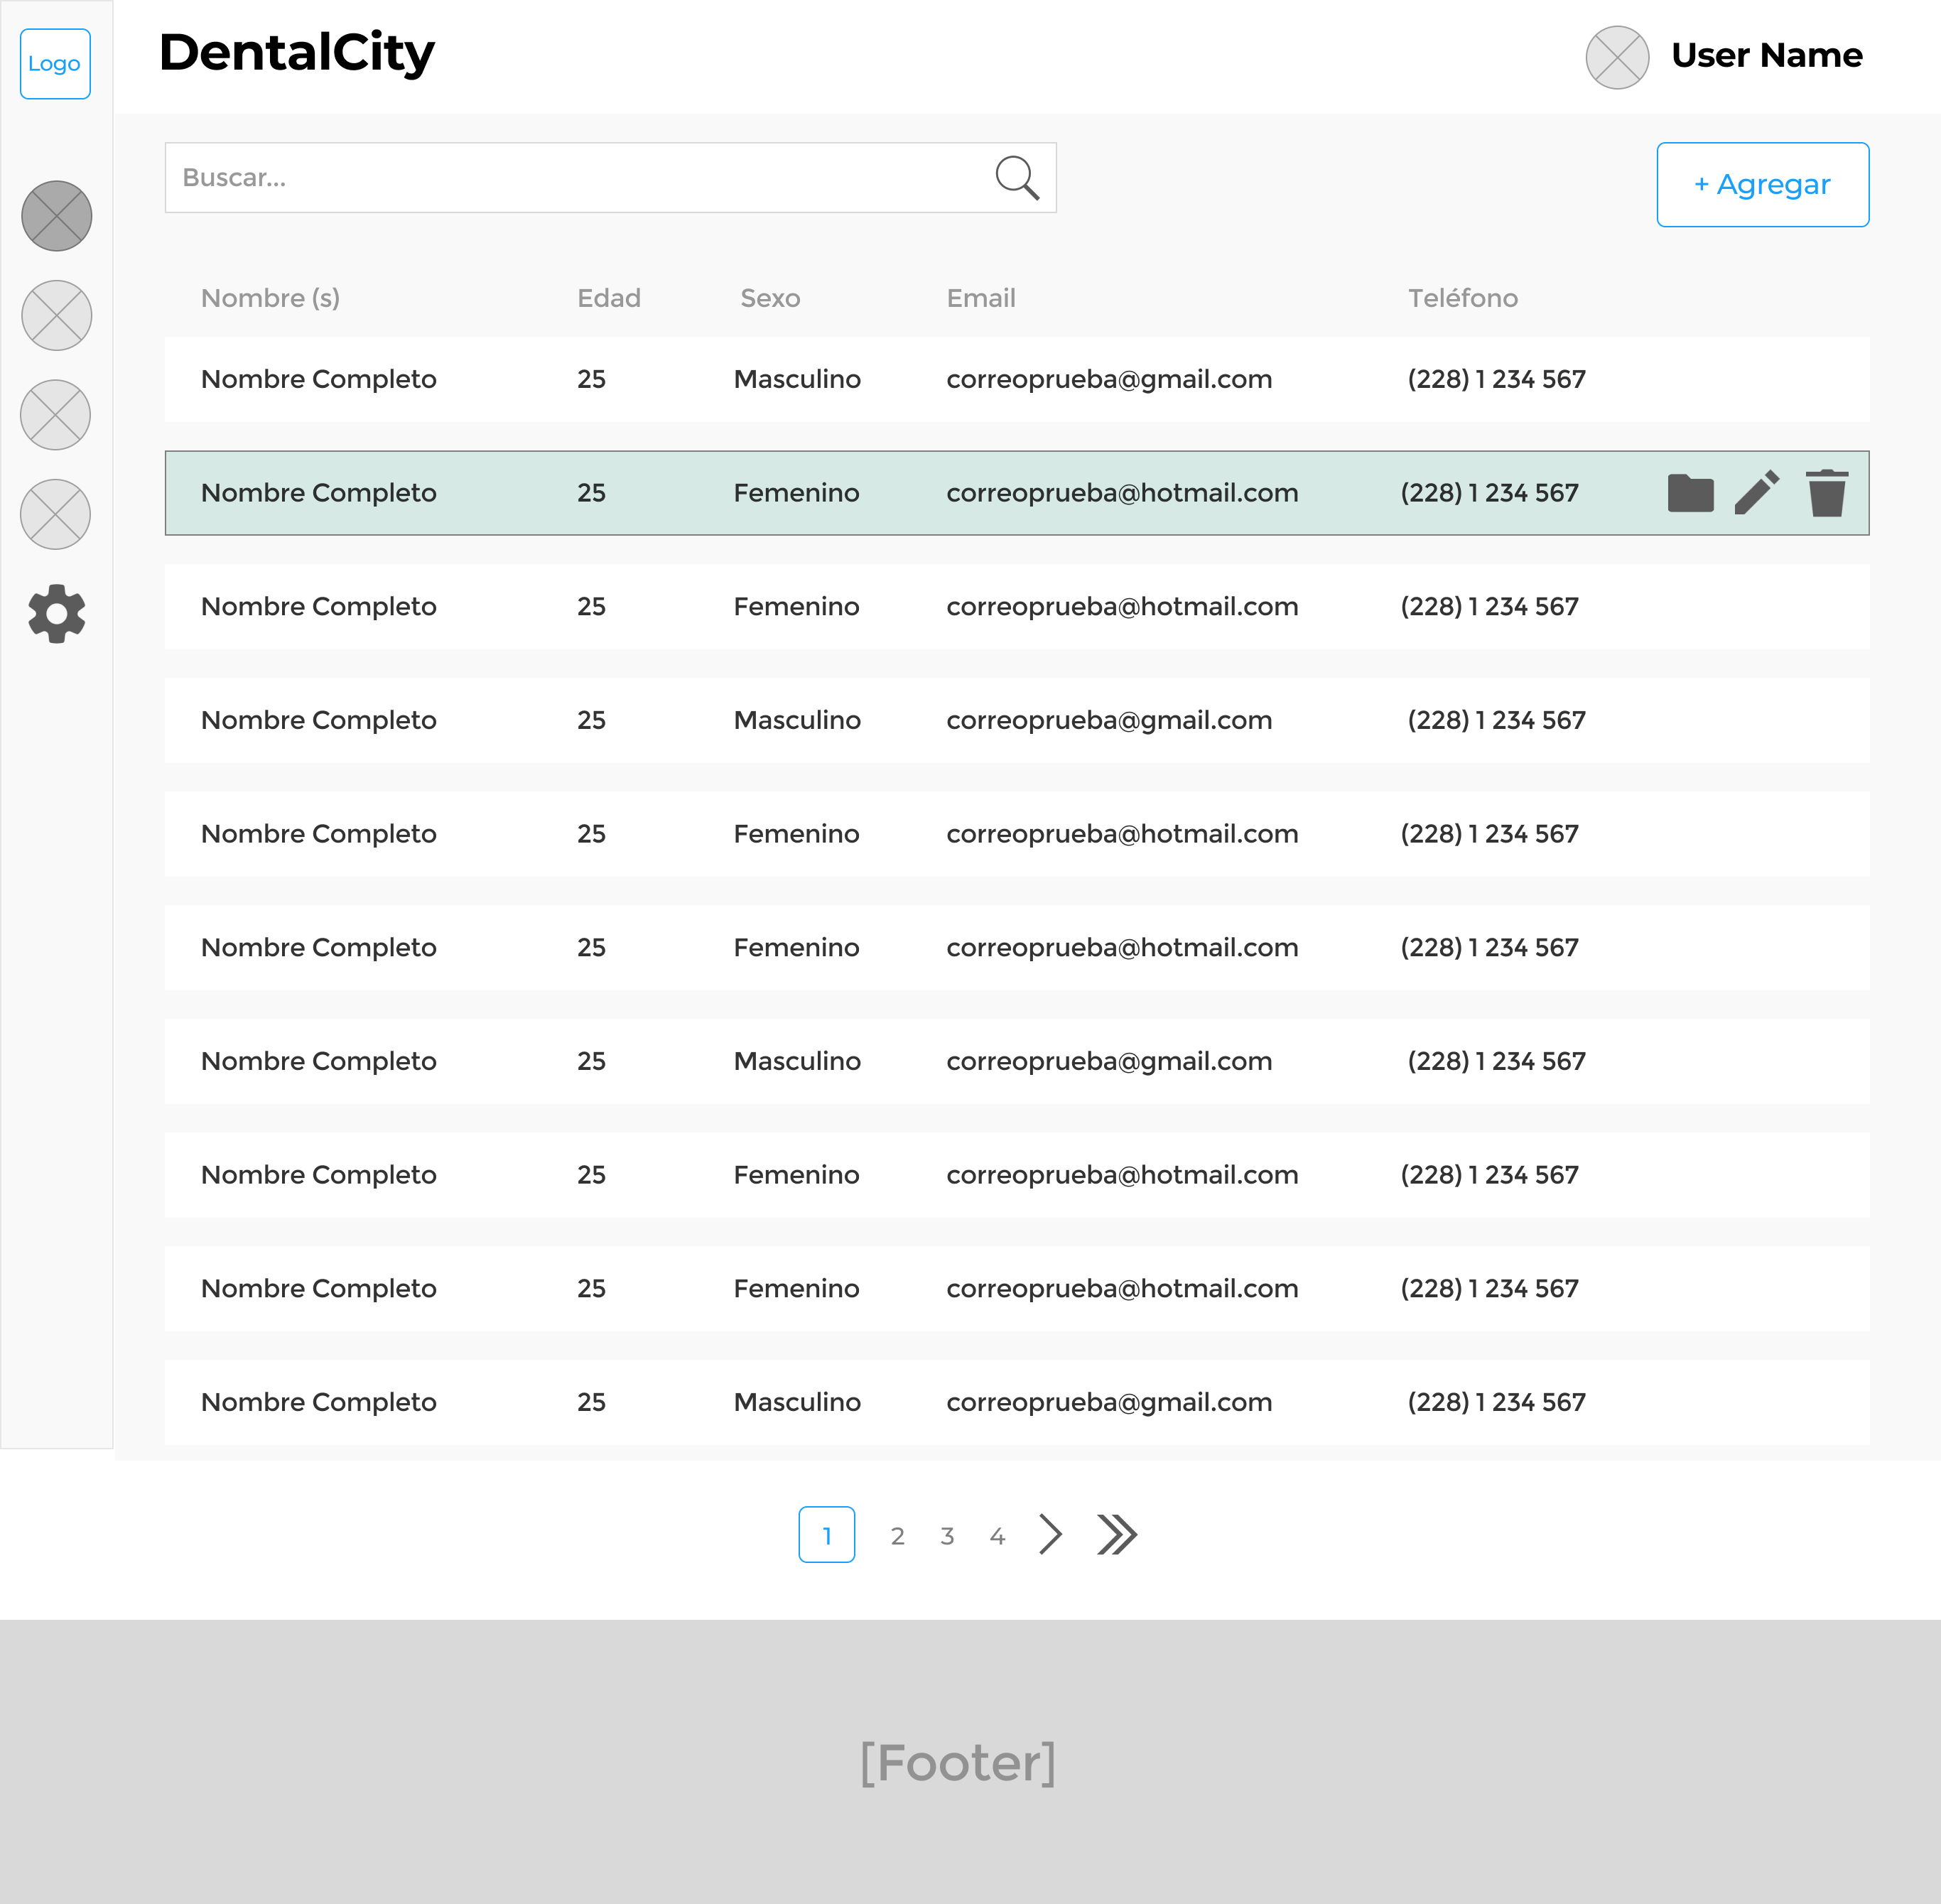 Logo
DentalCity
User Name
Buscar...
+ Agregar
Nombre (s) Edad Sexo Email Teléfono
Nombre Completo 25 Masculino correoprueba@gmail.com (228) 1 234 567
Nombre Completo 25 Femenino correoprueba@hotmail.com (228) 1 234 567
Nombre Completo 25 Femenino correoprueba@hotmail.com (228) 1 234 567
Nombre Completo 25 Masculino correoprueba@gmail.com (228) 1 234 567
Nombre Completo 25 Femenino correoprueba@hotmail.com (228) 1 234 567
Nombre Completo 25 Femenino correoprueba@hotmail.com (228) 1 234 567
Nombre Completo 25 Masculino correoprueba@gmail.com (228) 1 234 567
Nombre Completo 25 Femenino correoprueba@hotmail.com (228) 1 234 567
Nombre Completo 25 Femenino correoprueba@hotmail.com (228) 1 234 567
Nombre Completo 25 Masculino correoprueba@gmail.com (228) 1 234 567
1 2 3 4
[Footer]